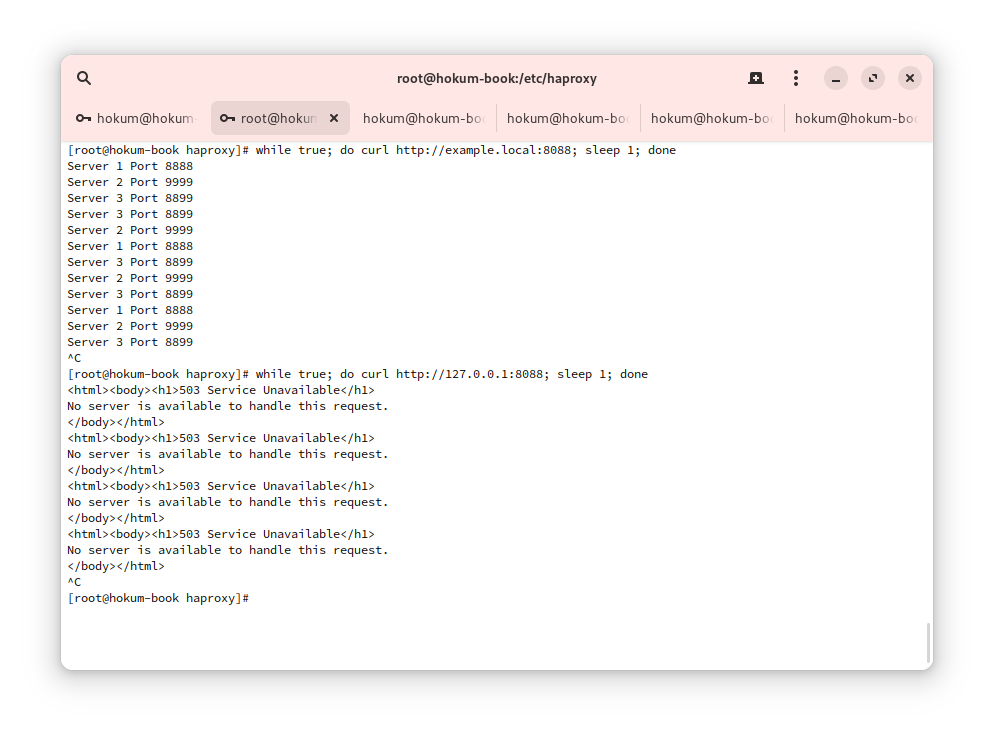 root@hokum-book:/etc/haproxy
hokum@hokum-
root@hokun
hokum@hokum-bo
hokum@hokum-bo
hokum@hokum-bo
hokum@hokum-bo
[root@hokum-book haproxy]# while true; do curl http://example.local:8088; sleep 1; done
Server 1 Port 8888
Server 2 Port 9999
Server 3 Port 8899
Server 3 Port 8899
Server 2 Port 9999
Server 1 Port 8888
Server 3 Port 8899
Server 2 Port 9999
Server 3 Port 8899
Server 1 Port 8888
Server 2 Port 9999
Server 3 Port 8899
^C
[root@hokum-book haproxy]# while true; do curl http://127.0.0.1:8088; sleep 1; done
<html><body><h1>503 Service Unavailable</h1>
No server is available to handle this request.
</body></html>
<html><body><h1>503 Service Unavailable</h1>
No server is available to handle this request.
</body></html>
<html><body><h1>503 Service Unavailable</h1>
No server is available to handle this request.
</body></html>
<html><body><h1>503 Service Unavailable</h1>
No server is available to handle this request.
</body></html>
^C
[root@hokum-book haproxy]#